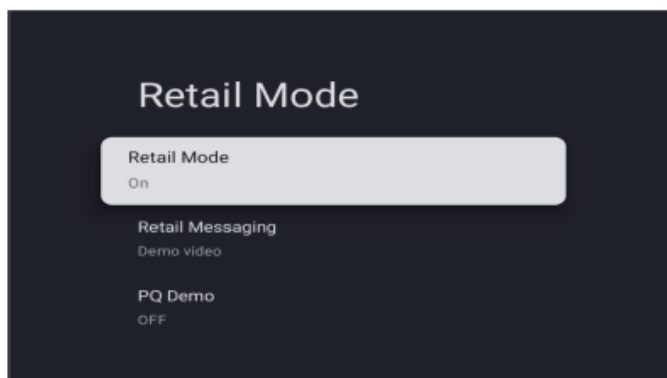 Retail Mode
Retail Mode
On
Retail Messaging
Demo video
PQ Demo
OFF